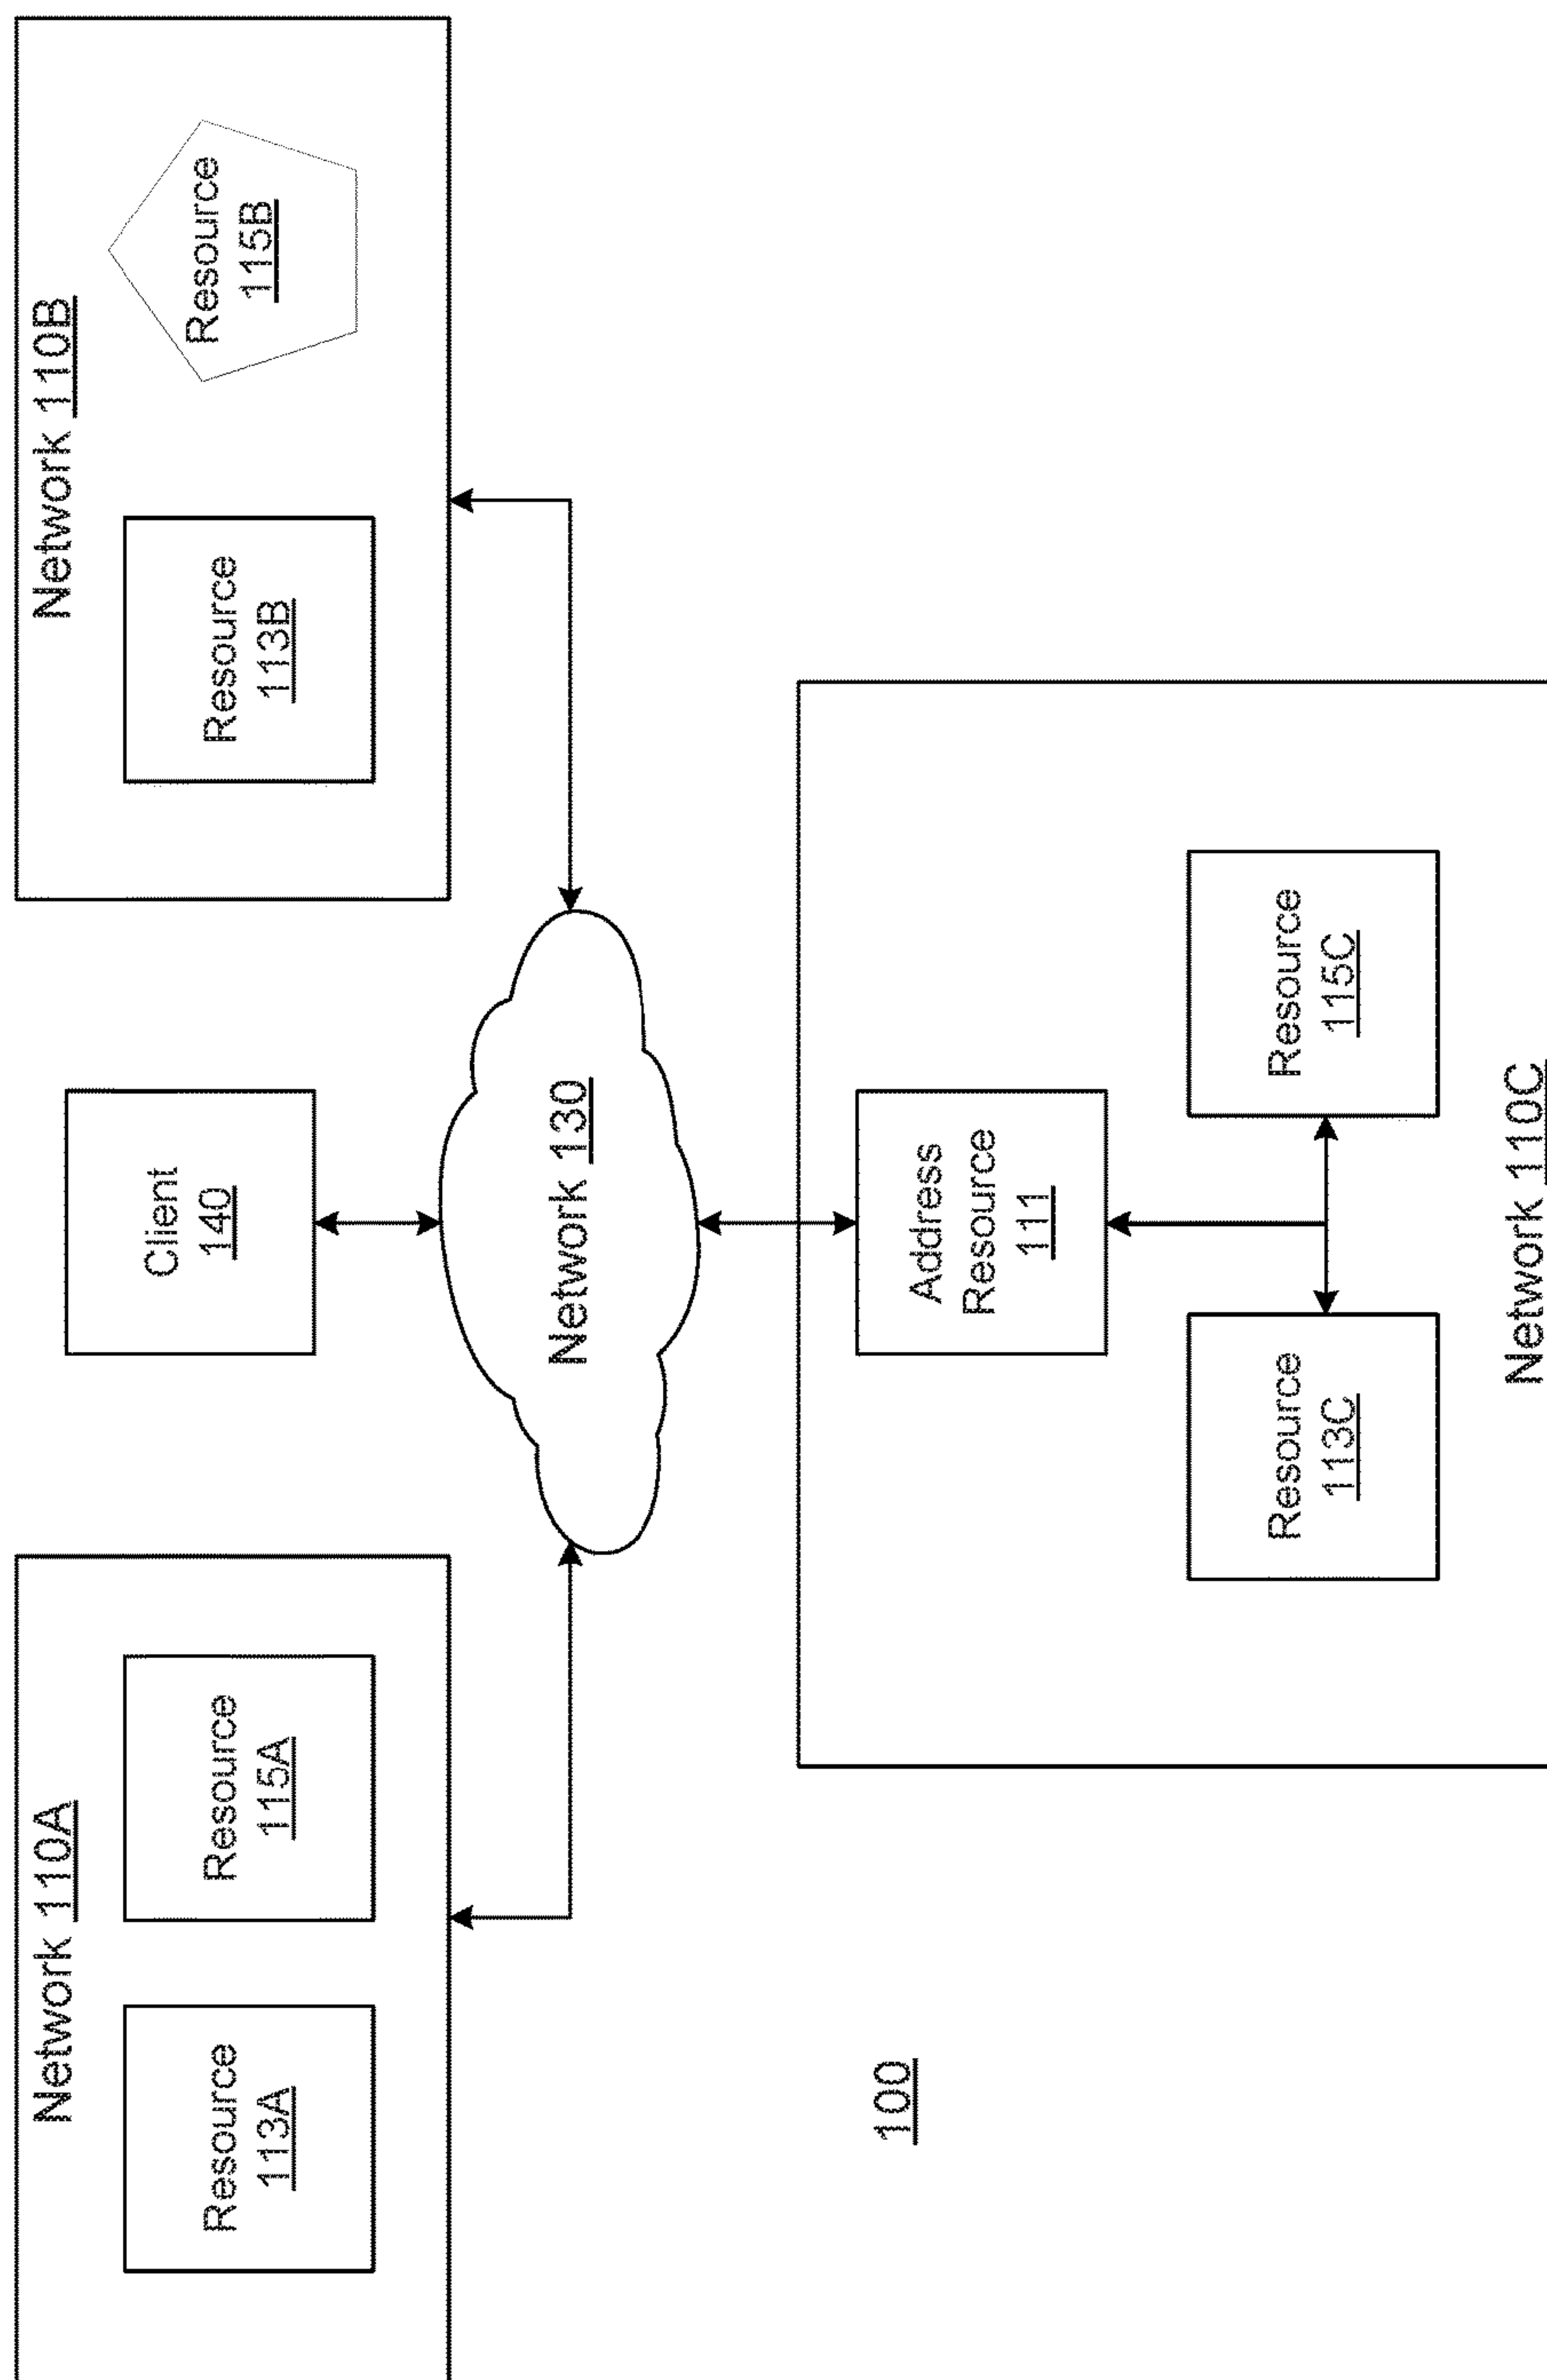 Network 110A
Resource
113A
Resource
115A
Client
140
Network 110B
Resource
113B
Resource
115B
Network 130
Address
Resource
111
Resource
113C
Resource
115C
Network 110C
100